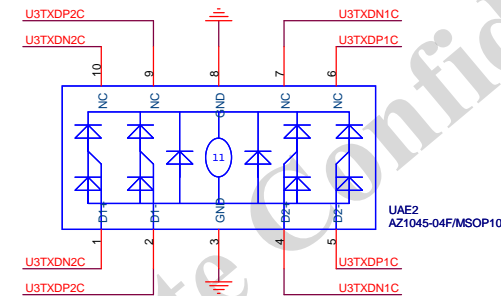 U3TXDP2C U3TXDN1C
U3TXDN2C U3TXDP1C
10 9 8 7 6
NC NC GND NC NC
11
D1+ D1- GND D2+ D2-
UAE2
AZ1045-04F/MSOP10
1 2 3 4 5
U3TXDN2C U3TXDP1C
U3TXDP2C U3TXDN1C